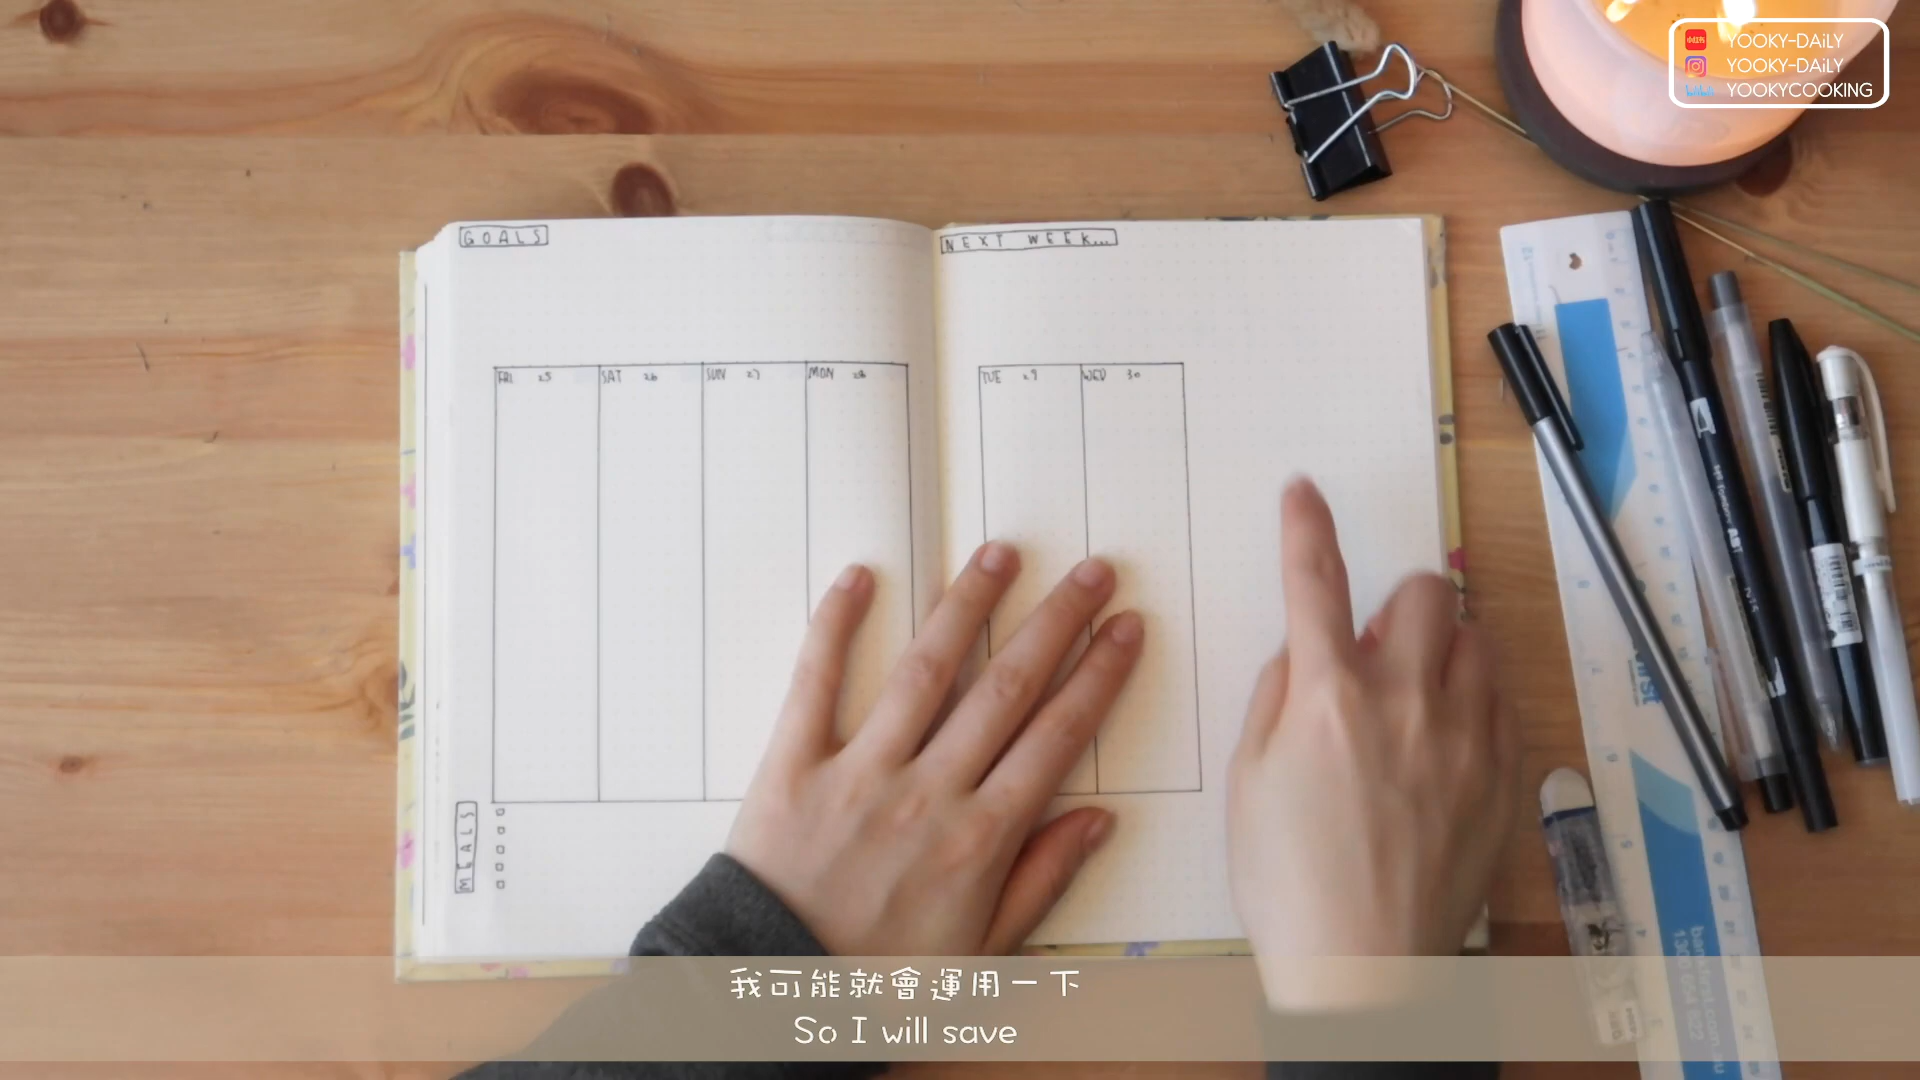 YOOKY-DAiLY
YOOKY-DAiLY
YOOKYCOOKING
GOALS
NEXT WEEK...
FRI 25
SAT 26
SUN 27
MON 28
TUE 29
WED 30
MEALS
我可能就會運用一下
So I will save